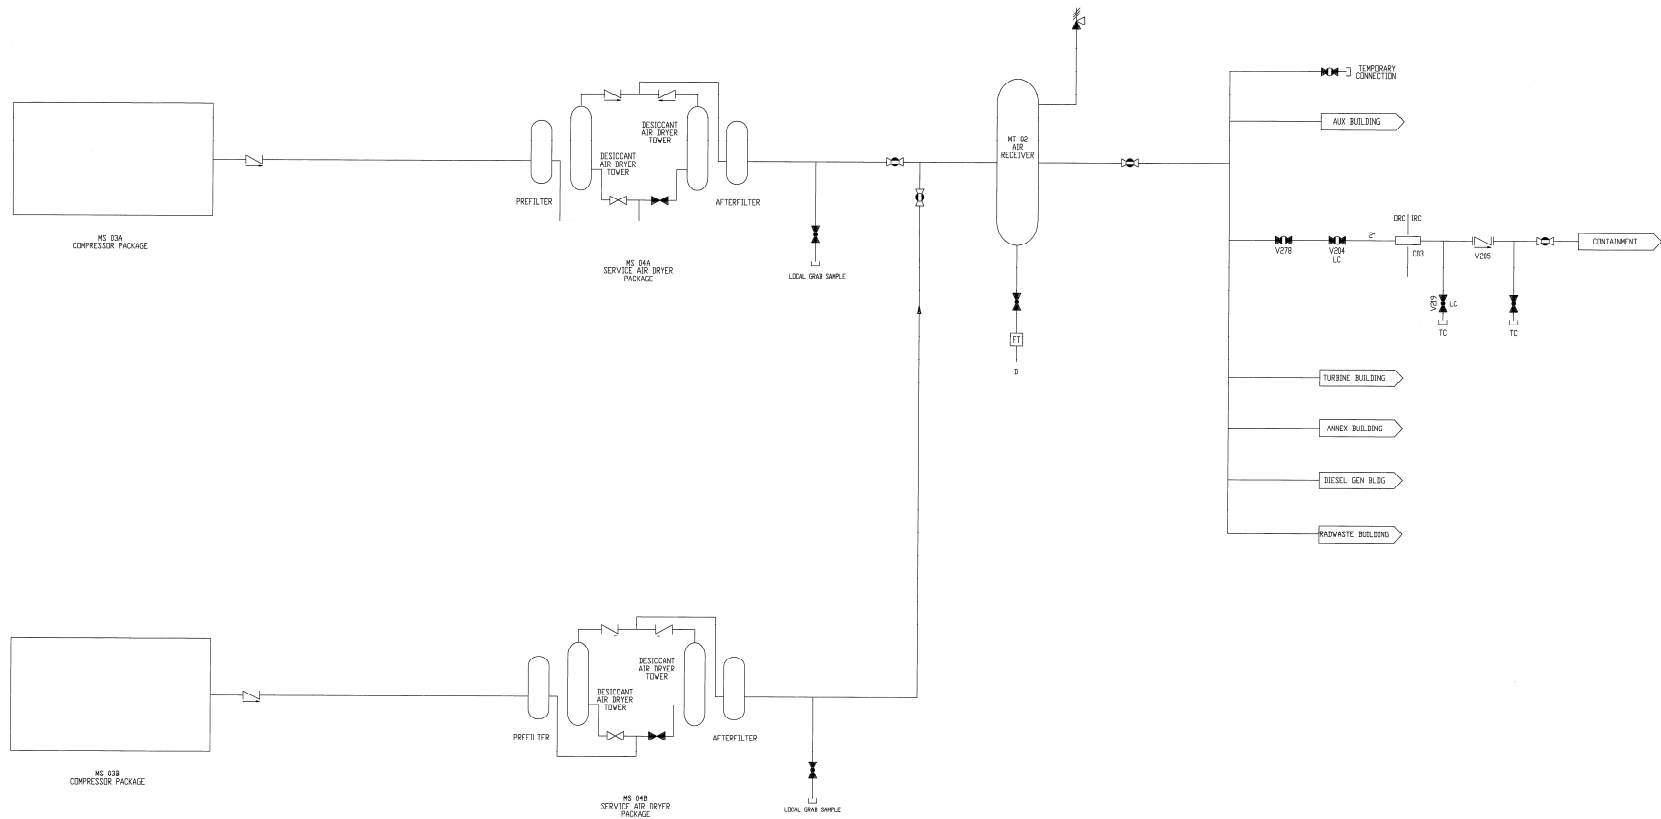 TEMPORARY
CONNECTION
AUX BUILDING
DESICCANT
AIR DRYER
TOWER
MT 02
AIR
RECEIVER
DESICCANT
AIR DRYER
TOWER
PREFILTER
AFTERFILTER
ORC IRC
2"
CONTAINMENT
MS 03A
COMPRESSOR PACKAGE
V278
V204
LC
C03
V205
MS 04A
SERVICE AIR DRYER
PACKAGE
LOCAL GRAB SAMPLE
V219
LC
TC
TC
FT
D
TURBINE BUILDING
ANNEX BUILDING
DIESEL GEN BLDG
RADWASTE BUILDING
DESICCANT
AIR DRYER
TOWER
DESICCANT
AIR DRYER
TOWER
PREFILTER
AFTERFILTER
MS 03B
COMPRESSOR PACKAGE
MS 04B
SERVICE AIR DRYER
PACKAGE
LOCAL GRAB SAMPLE